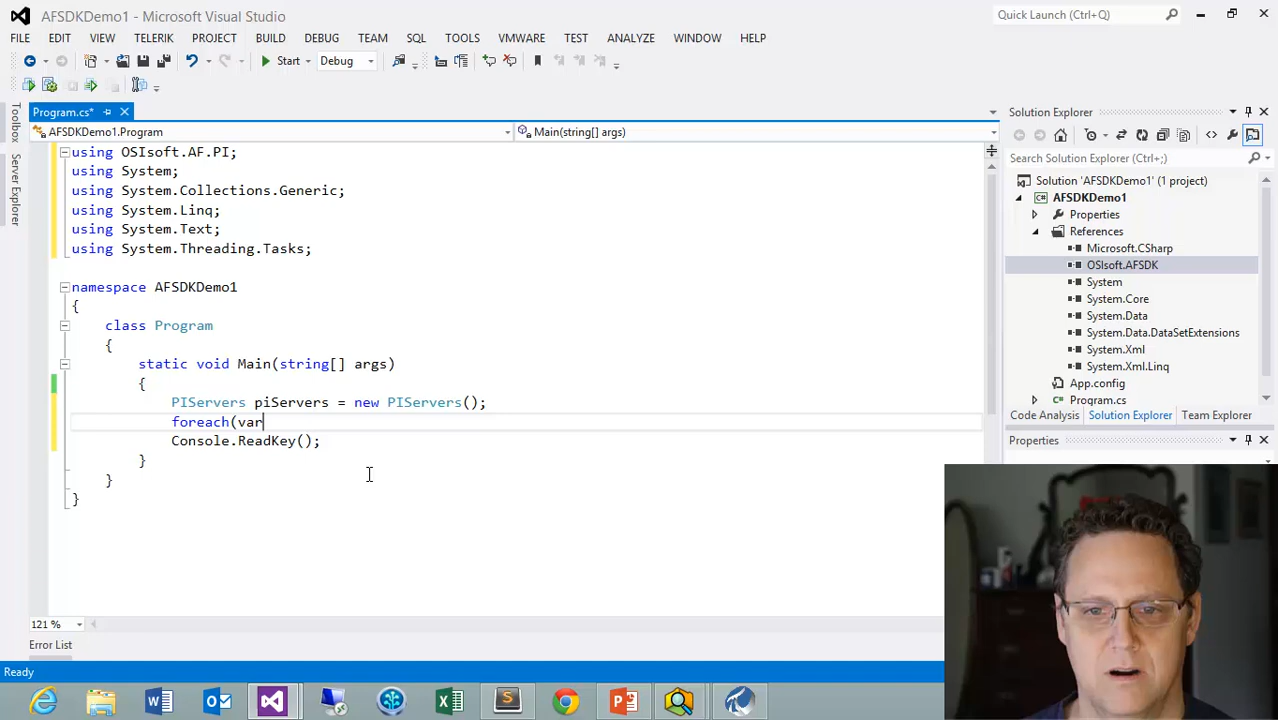 AFSDKDemo1 - Microsoft Visual Studio
Quick Launch (Ctrl+Q)
FILE EDIT VIEW TELERIK PROJECT BUILD DEBUG TEAM SQL TOOLS VMWARE TEST ANALYZE WINDOW HELP
Start Debug
Program.cs*
AFSDKDemo1.Program
Main(string[] args)
Toolbox
Server Explorer
using OSIsoft.AF.PI;
using System;
using System.Collections.Generic;
using System.Linq;
using System.Text;
using System.Threading.Tasks;
namespace AFSDKDemo1
{
class Program
{
static void Main(string[] args)
{
PIServers piServers = new PIServers();
foreach(var
Console.ReadKey();
}
}
}
121 %
Error List
Ready
Solution Explorer
Search Solution Explorer (Ctrl+;)
Solution 'AFSDKDemo1' (1 project)
AFSDKDemo1
Properties
References
Microsoft.CSharp
OSIsoft.AFSDK
System
System.Core
System.Data
System.Data.DataSetExtensions
System.Xml
System.Xml.Linq
App.config
Program.cs
Code Analysis Solution Explorer Team Explorer
Properties